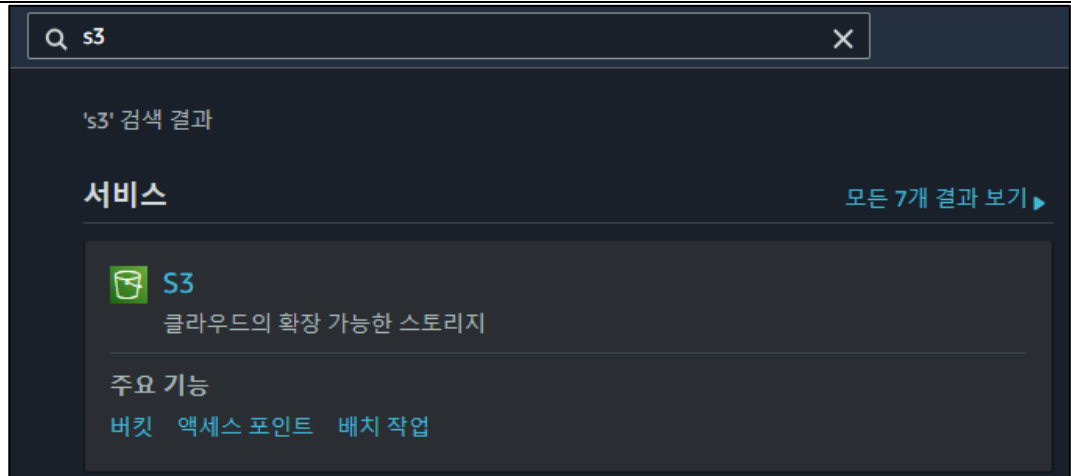 s3
's3' 검색 결과
서비스
모든 7개 결과 보기
S3
클라우드의 확장 가능한 스토리지
주요 기능
버킷 액세스 포인트 배치 작업